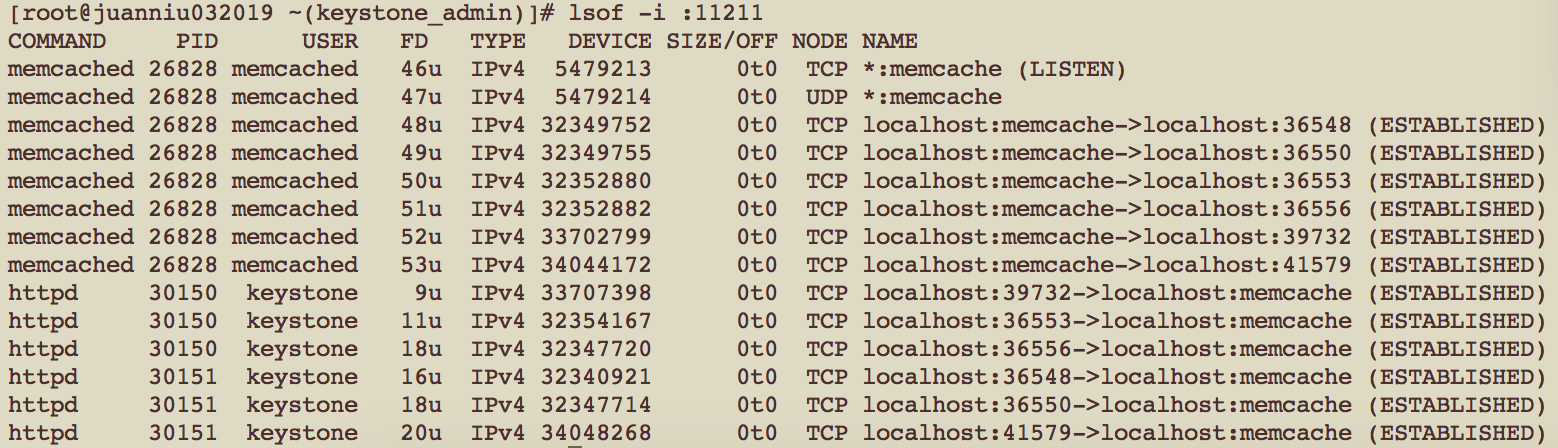 [root@juanniu032019 ~(keystone_admin)]# lsof -i :11211
COMMAND     PID      USER   FD   TYPE   DEVICE SIZE/OFF NODE NAME
memcached 26828 memcached   46u  IPv4  5479213      0t0  TCP *:memcache (LISTEN)
memcached 26828 memcached   47u  IPv4  5479214      0t0  UDP *:memcache
memcached 26828 memcached   48u  IPv4 32349752      0t0  TCP localhost:memcache->localhost:36548 (ESTABLISHED)
memcached 26828 memcached   49u  IPv4 32349755      0t0  TCP localhost:memcache->localhost:36550 (ESTABLISHED)
memcached 26828 memcached   50u  IPv4 32352880      0t0  TCP localhost:memcache->localhost:36553 (ESTABLISHED)
memcached 26828 memcached   51u  IPv4 32352882      0t0  TCP localhost:memcache->localhost:36556 (ESTABLISHED)
memcached 26828 memcached   52u  IPv4 33702799      0t0  TCP localhost:memcache->localhost:39732 (ESTABLISHED)
memcached 26828 memcached   53u  IPv4 34044172      0t0  TCP localhost:memcache->localhost:41579 (ESTABLISHED)
httpd     30150  keystone    9u  IPv4 33707398      0t0  TCP localhost:39732->localhost:memcache (ESTABLISHED)
httpd     30150  keystone   11u  IPv4 32354167      0t0  TCP localhost:36553->localhost:memcache (ESTABLISHED)
httpd     30150  keystone   18u  IPv4 32347720      0t0  TCP localhost:36556->localhost:memcache (ESTABLISHED)
httpd     30151  keystone   16u  IPv4 32340921      0t0  TCP localhost:36548->localhost:memcache (ESTABLISHED)
httpd     30151  keystone   18u  IPv4 32347714      0t0  TCP localhost:36550->localhost:memcache (ESTABLISHED)
httpd     30151  keystone   20u  IPv4 34048268      0t0  TCP localhost:41579->localhost:memcache (ESTABLISHED)